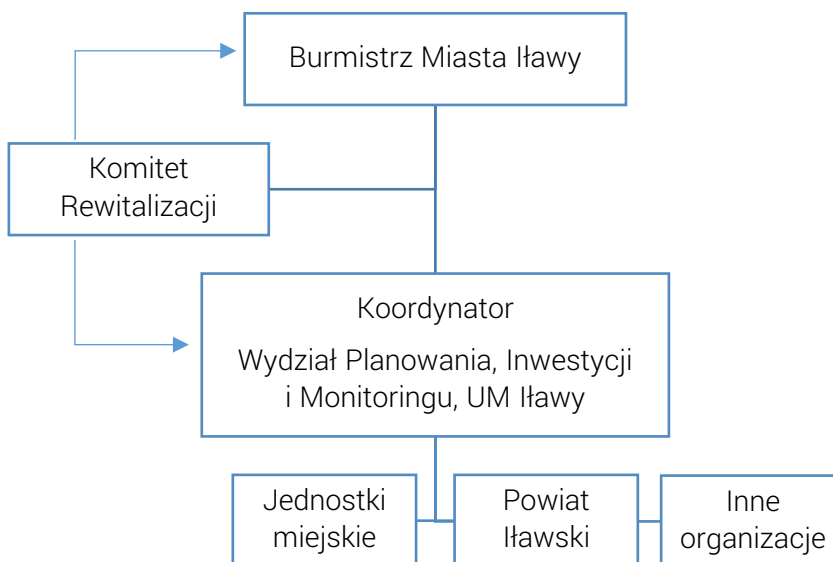 Burmistrz Miasta Iławy
Komitet
Rewitalizacji
Koordynator
Wydział Planowania, Inwestycji
i Monitoringu, UM Iławy
Jednostki
miejskie
Powiat
Iławski
Inne
organizacje